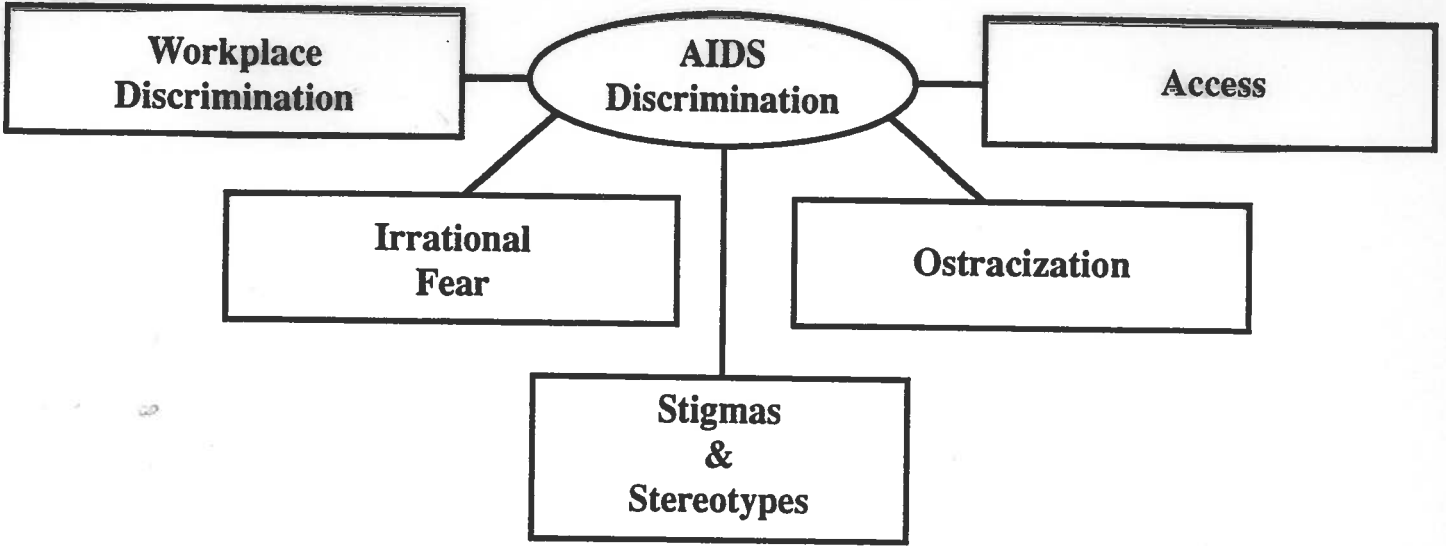 Workplace
Discrimination
AIDS
Discrimination
Access
Irrational
Fear
Ostracization
Stigmas
&
Stereotypes